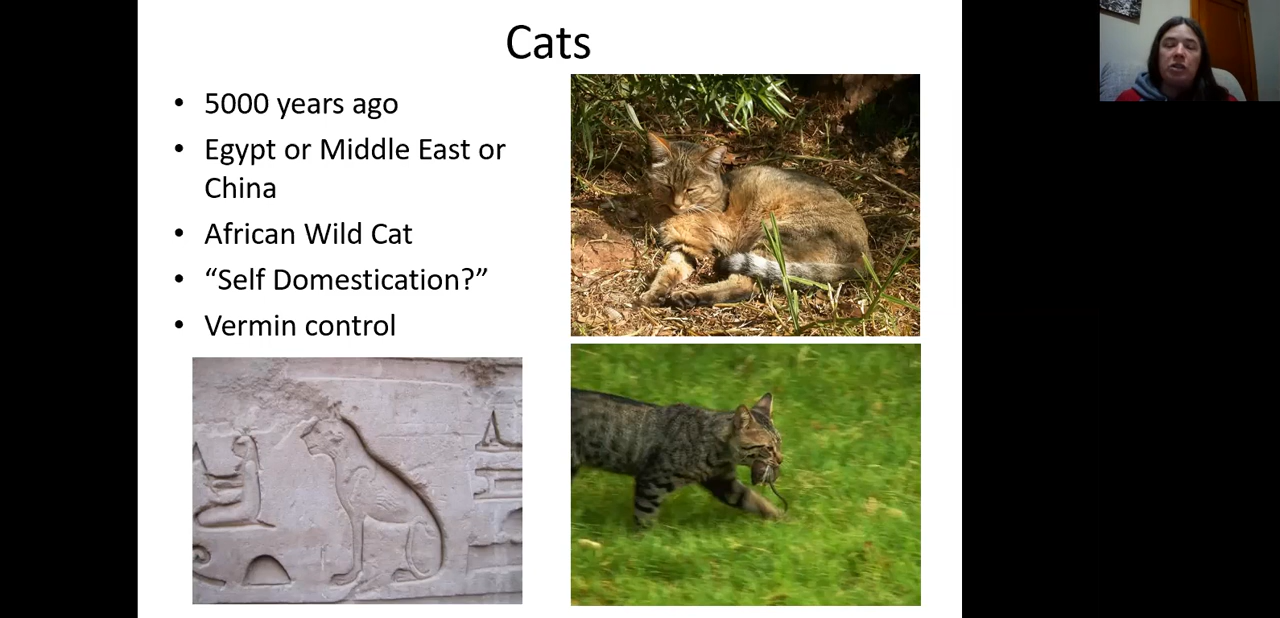 Cats
• 5000 years ago
• Egypt or Middle East or
China
• African Wild Cat
• “Self Domestication?”
• Vermin control